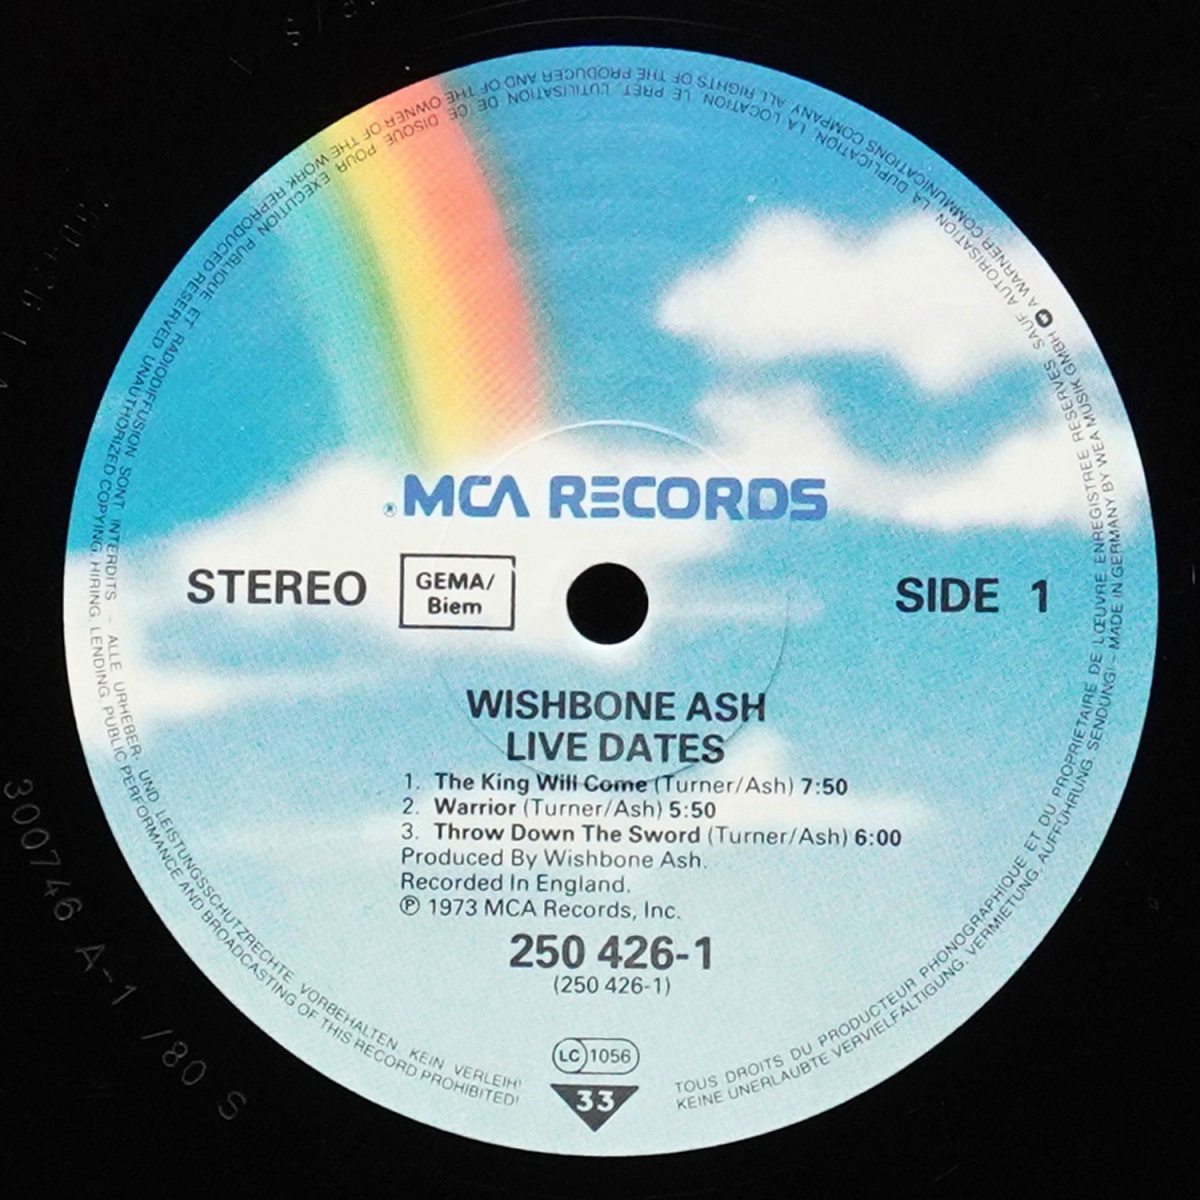 ® MCA RECORDS
STEREO
GEMA/
Biem
SIDE 1
WISHBONE ASH
LIVE DATES
1. The King Will Come (Turner/Ash) 7:50
2. Warrior (Turner/Ash) 5:50
3. Throw Down The Sword (Turner/Ash) 6:00
Produced By Wishbone Ash.
Recorded In England.
℗ 1973 MCA Records, Inc.
250 426-1
(250 426-1)
LC 1056
33
TOUS DROITS DU PRODUCTEUR PHONOGRAPHIQUE ET DU PROPRIETAIRE DE L'ŒUVRE ENREGISTREE RESERVES SAUF AUTORISATION, LA DUPLICATION, LA LOCATION, LE PRET, L'UTILISATION DE CE DISQUE POUR EXECUTION PUBLIQUE ET RADIODIFFUSION SONT INTERDITS – ALLE URHEBER- UND LEISTUNGSSCHUTZRECHTE VORBEHALTEN KEIN VERLEIH!
KEINE UNERLAUBTE VERVIELFÄLTIGUNG, VERMIETUNG, AUFFÜHRUNG, SENDUNG! – MADE IN GERMANY BY WEA MUSIK GMBH A WARNER COMMUNICATIONS COMPANY ALL RIGHTS OF THE PRODUCER AND OF THE OWNER OF THE WORK REPRODUCED RESERVED UNAUTHORIZED COPYING, HIRING, LENDING, PUBLIC PERFORMANCE AND BROADCASTING OF THIS RECORD PROHIBITED!
300746 A-1 /80 S